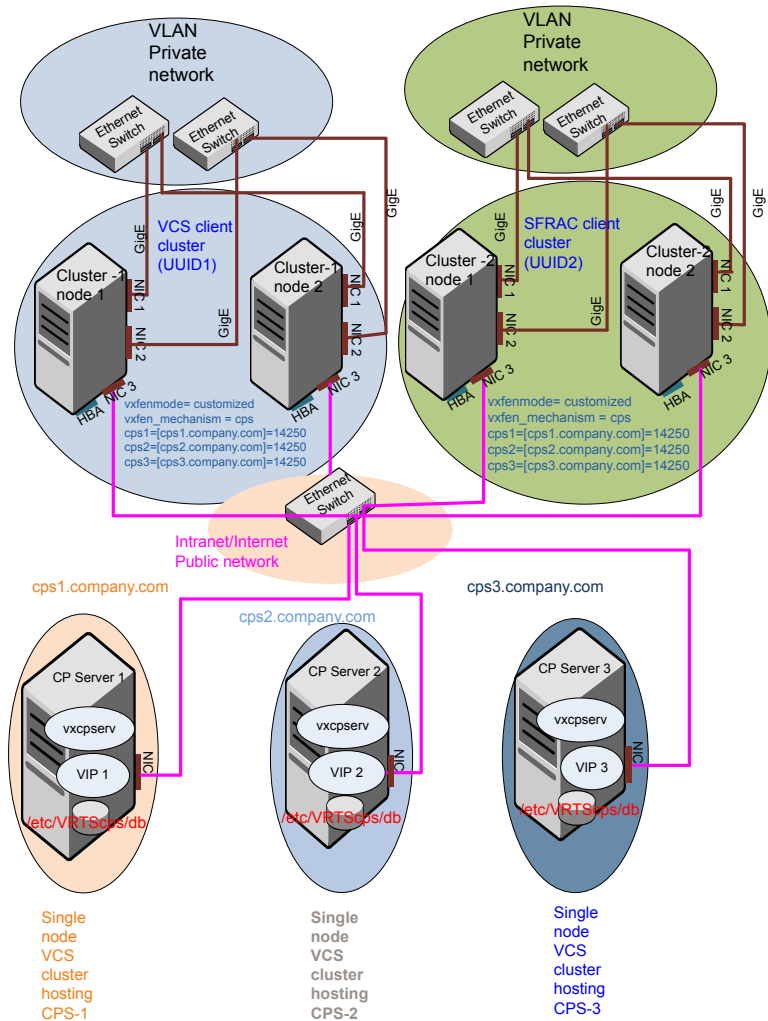 VLAN
Private
network
VLAN
Private
network
Ethernet
Switch
Ethernet
Switch
Ethernet
Switch
Ethernet
Switch
GigE
GigE
GigE
GigE
GigE
GigE
GigE
GigE
VCS client
cluster
(UUID1)
SFRAC client
cluster
(UUID2)
Cluster -1
node 1
NIC 1
NIC 2
NIC 3
HBA
Cluster-1
node 2
NIC 1
NIC 2
NIC 3
HBA
Cluster -2
node 1
NIC 1
NIC 2
NIC 3
HBA
Cluster-2
node 2
NIC 1
NIC 2
NIC 3
HBA
vxfenmode= customized
vxfen_mechanism = cps
cps1=[cps1.company.com]=14250
cps2=[cps2.company.com]=14250
cps3=[cps3.company.com]=14250
vxfenmode= customized
vxfen_mechanism = cps
cps1=[cps1.company.com]=14250
cps2=[cps2.company.com]=14250
cps3=[cps3.company.com]=14250
Ethernet
Switch
Intranet/Internet
Public network
cps1.company.com
cps2.company.com
cps3.company.com
CP Server 1
vxcpserv
VIP 1
NIC
/etc/VRTScps/db
CP Server 2
vxcpserv
VIP 2
NIC
/etc/VRTScps/db
CP Server 3
vxcpserv
VIP 3
NIC
/etc/VRTScps/db
Single
node
VCS
cluster
hosting
CPS-1
Single
node
VCS
cluster
hosting
CPS-2
Single
node
VCS
cluster
hosting
CPS-3